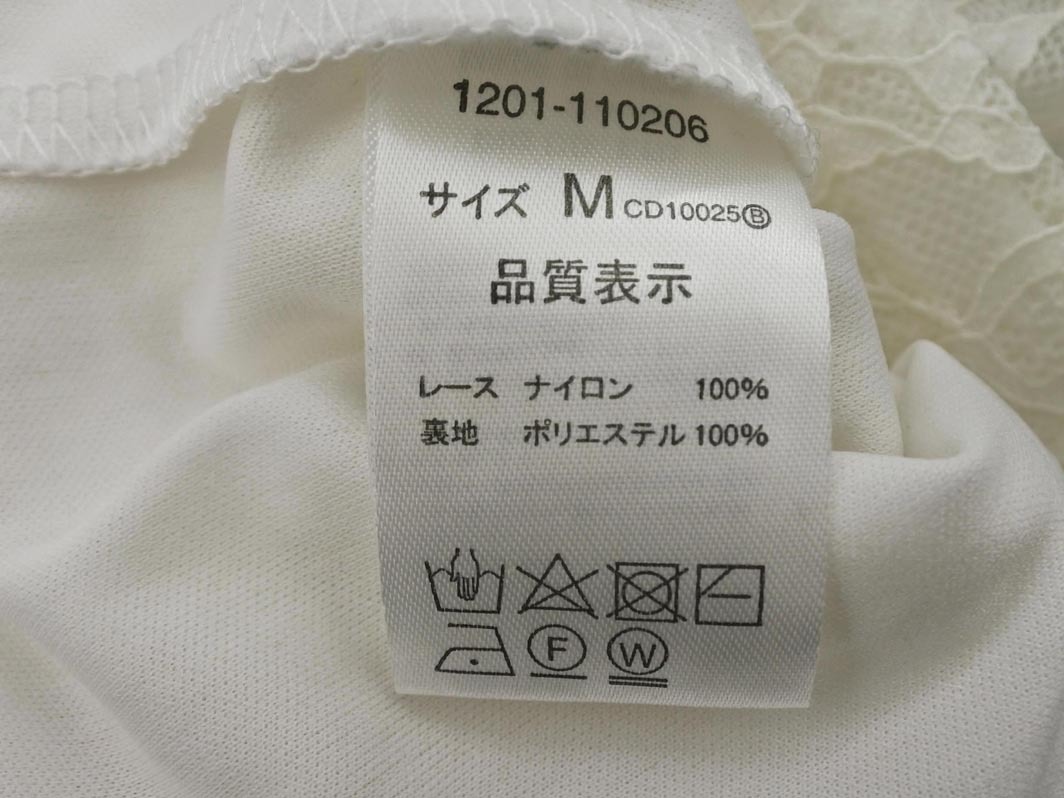 1201-110206
サイズ M CD10025Ⓑ
品質表示
レース ナイロン 100%
裏地 ポリエステル 100%
Ⓕ Ⓦ